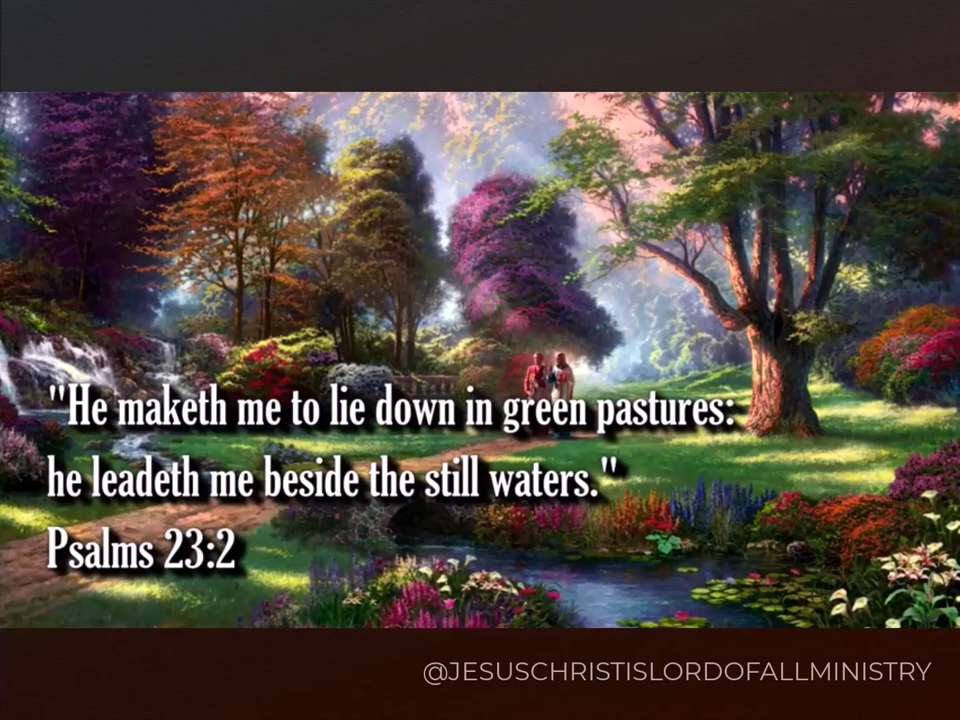 "He maketh me to lie down in green pastures:
he leadeth me beside the still waters."
Psalms 23:2
@JESUSCHRISTISLORDOFALLMINISTRY